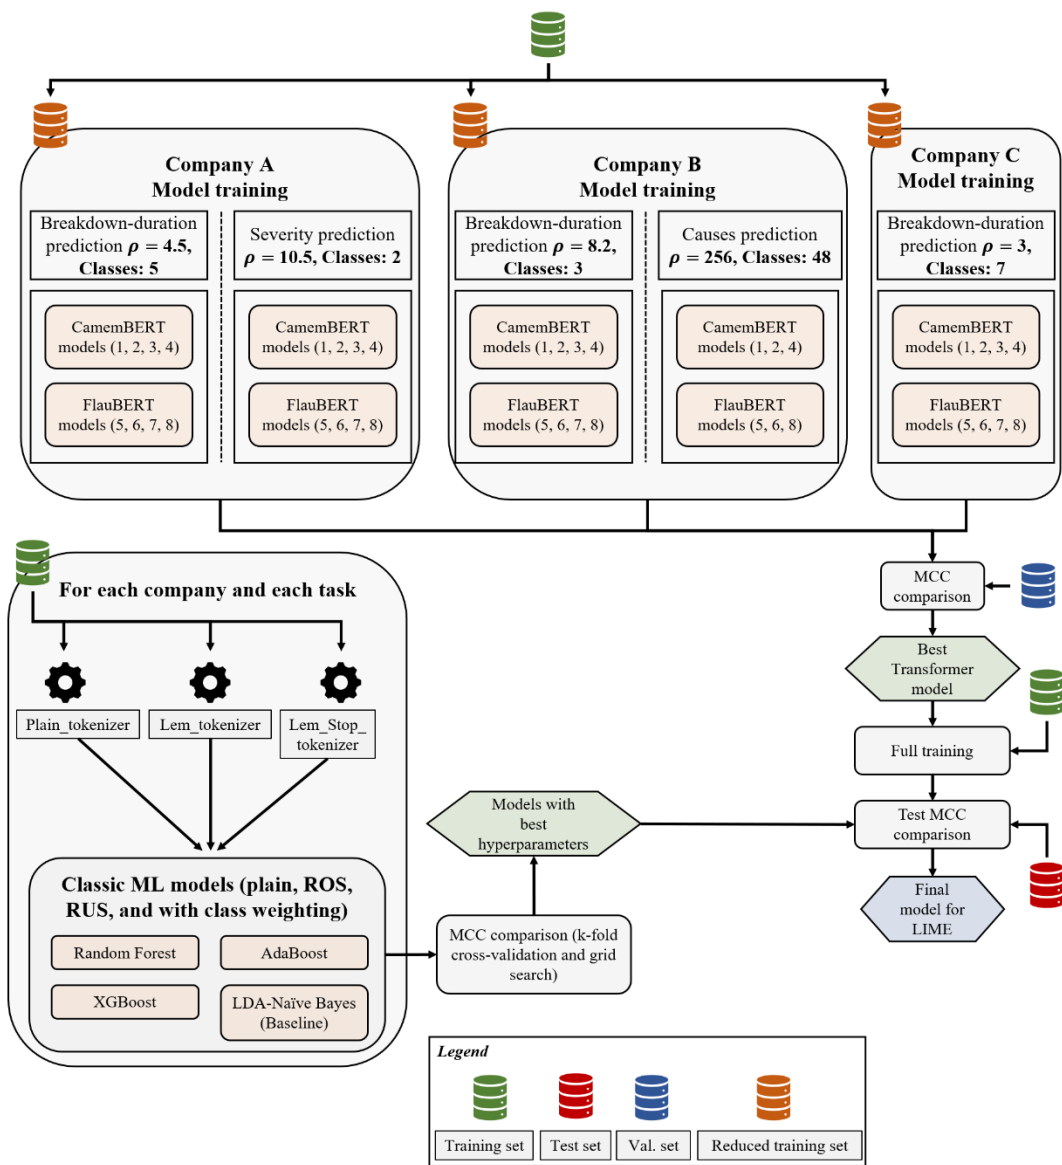 Company A
Model training
Breakdown-duration
prediction ρ = 4.5,
Classes: 5
Severity prediction
ρ = 10.5, Classes: 2
CamemBERT
models (1, 2, 3, 4)
CamemBERT
models (1, 2, 3, 4)
FlauBERT
models (5, 6, 7, 8)
FlauBERT
models (5, 6, 7, 8)
Company B
Model training
Breakdown-duration
prediction ρ = 8.2,
Classes: 3
Causes prediction
ρ = 256, Classes: 48
CamemBERT
models (1, 2, 3, 4)
CamemBERT
models (1, 2, 4)
FlauBERT
models (5, 6, 7, 8)
FlauBERT
models (5, 6, 8)
Company C
Model training
Breakdown-duration
prediction ρ = 3,
Classes: 7
CamemBERT
models (1, 2, 3, 4)
FlauBERT
models (5, 6, 7, 8)
For each company and each task
Plain_tokenizer
Lem_tokenizer
Lem_Stop_
tokenizer
Classic ML models (plain, ROS,
RUS, and with class weighting)
Random Forest
AdaBoost
XGBoost
LDA-Naïve Bayes
(Baseline)
MCC comparison (k-fold
cross-validation and grid
search)
Models with
best
hyperparameters
MCC
comparison
Best
Transformer
model
Full training
Test MCC
comparison
Final
model for
LIME
Legend
Training set
Test set
Val. set
Reduced training set